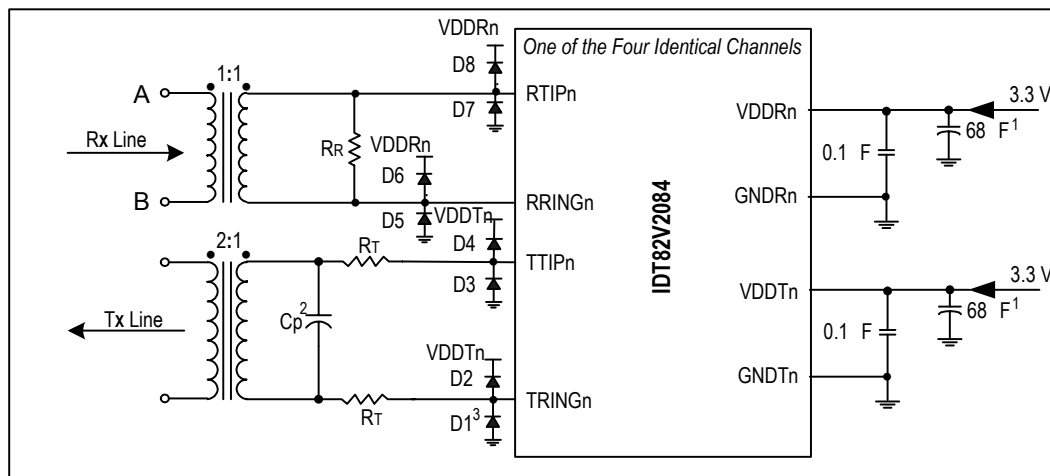 One of the Four Identical Channels
VDDRn
D8
1:1
A
RTIPn
D7
Rx Line
RR
VDDRn
D6
B
RRINGn
D5
VDDTn
D4
2:1
RT
TTIPn
D3
Tx Line
Cp2
VDDTn
D2
RT
TRINGn
D13
IDT82V2084
VDDRn
3.3 V
68 F1
0.1 F
GNDRn
VDDTn
3.3 V
68 F1
0.1 F
GNDTn